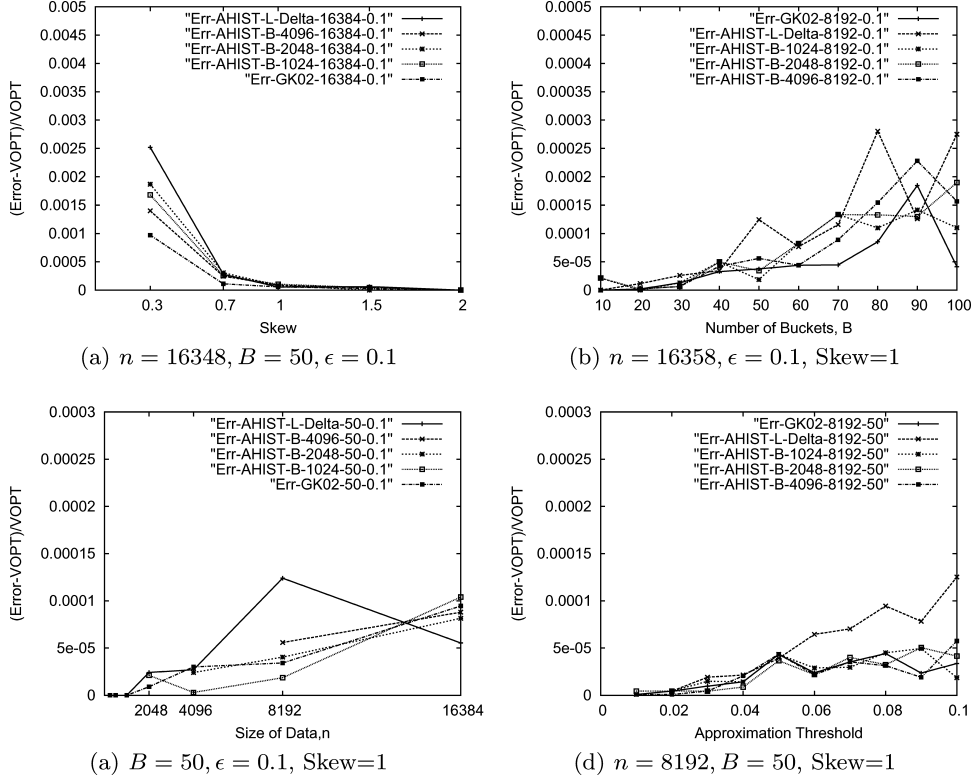 0.005
0.0045
0.004
0.0035
0.003
0.0025
0.002
0.0015
0.001
0.0005
0
(Error-VOPT)/VOPT
"Err-AHIST-L-Delta-16384-0.1"
"Err-AHIST-B-4096-16384-0.1"
"Err-AHIST-B-2048-16384-0.1"
"Err-AHIST-B-1024-16384-0.1"
"Err-GK02-16384-0.1"
0.3 0.7 1 1.5 2
Skew
(a) n = 16348, B = 50, ϵ = 0.1
0.0005
0.00045
0.0004
0.00035
0.0003
0.00025
0.0002
0.00015
0.0001
5e-05
0
(Error-VOPT)/VOPT
"Err-GK02-8192-0.1"
"Err-AHIST-L-Delta-8192-0.1"
"Err-AHIST-B-1024-8192-0.1"
"Err-AHIST-B-2048-8192-0.1"
"Err-AHIST-B-4096-8192-0.1"
10 20 30 40 50 60 70 80 90 100
Number of Buckets, B
(b) n = 16358, ϵ = 0.1, Skew=1
0.0003
0.00025
0.0002
0.00015
0.0001
5e-05
0
(Error-VOPT)/VOPT
"Err-AHIST-L-Delta-50-0.1"
"Err-AHIST-B-4096-50-0.1"
"Err-AHIST-B-2048-50-0.1"
"Err-AHIST-B-1024-50-0.1"
"Err-GK02-50-0.1"
2048 4096 8192 16384
Size of Data,n
(a) B = 50, ϵ = 0.1, Skew=1
0.0003
0.00025
0.0002
0.00015
0.0001
5e-05
0
(Error-VOPT)/VOPT
"Err-GK02-8192-50"
"Err-AHIST-L-Delta-8192-50"
"Err-AHIST-B-1024-8192-50"
"Err-AHIST-B-2048-8192-50"
"Err-AHIST-B-4096-8192-50"
0 0.02 0.04 0.06 0.08 0.1
Approximation Threshold
(d) n = 8192, B = 50, Skew=1